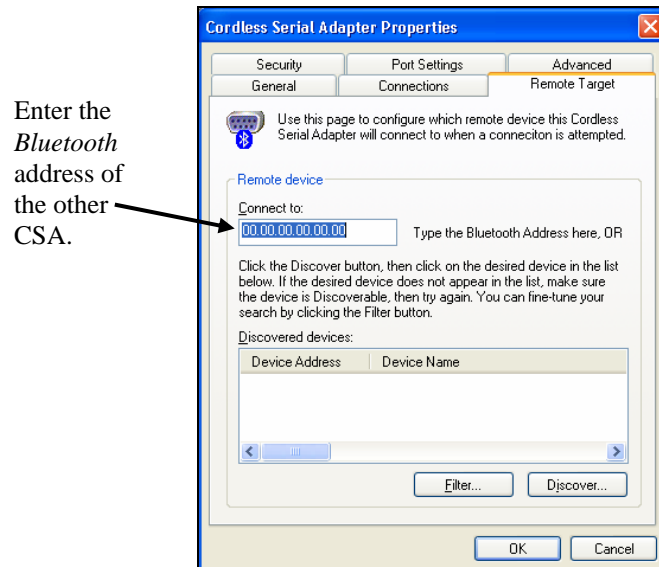 Cordless Serial Adapter Properties
Security Port Settings Advanced
General Connections Remote Target
Use this page to configure which remote device this Cordless
Serial Adapter will connect to when a conneciton is attempted.
Enter the
Bluetooth
address of
the other
CSA.
Remote device
Connect to:
00.00.00.00.00.00 Type the Bluetooth Address here, OR
Click the Discover button, then click on the desired device in the list
below. If the desired device does not appear in the list, make sure
the device is Discoverable, then try again. You can fine-tune your
search by clicking the Filter button.
Discovered devices:
Device Address Device Name
Filter... Discover...
OK Cancel